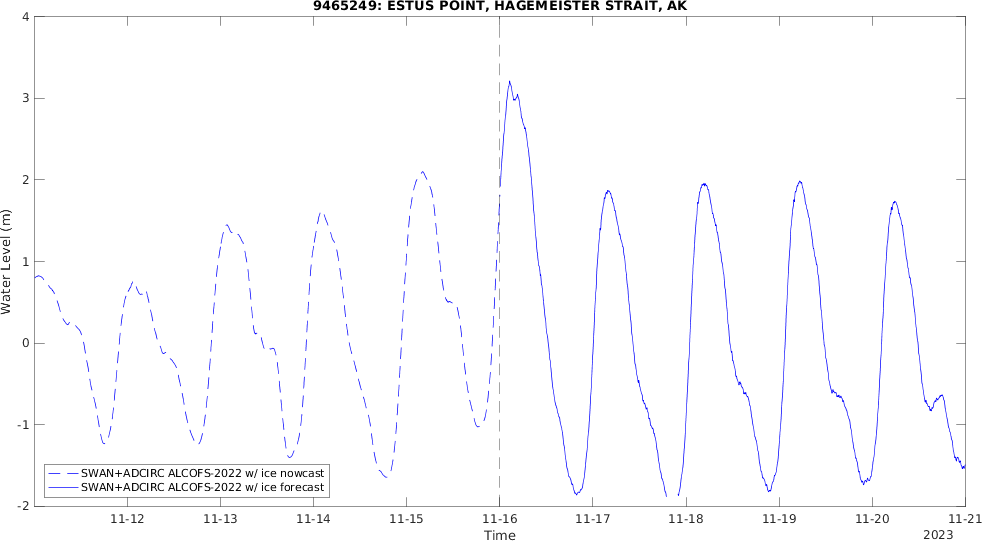 9465249: ESTUS POINT, HAGEMEISTER STRAIT, AK
4
3
2
1
0
-1
-2
Water Level (m)
SWAN+ADCIRC ALCOFS-2022 w/ ice nowcast
SWAN+ADCIRC ALCOFS-2022 w/ ice forecast
11-12 11-13 11-14 11-15 11-16 11-17 11-18 11-19 11-20 11-21
Time
2023